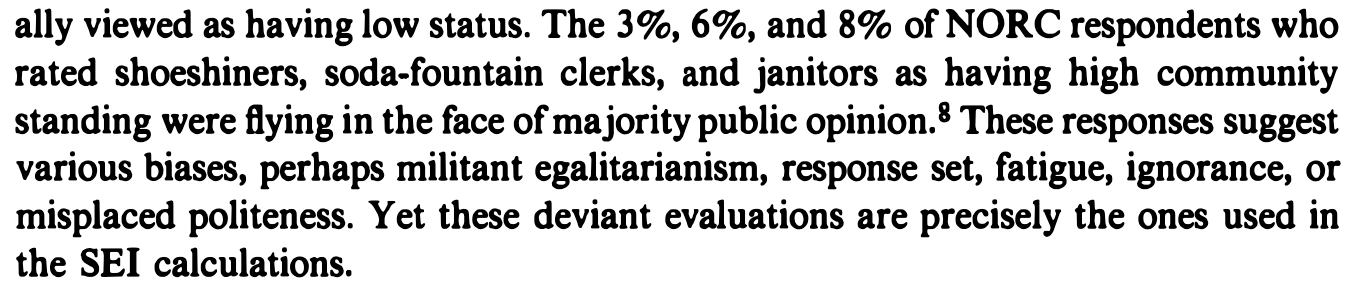 ally viewed as having low status. The 3%, 6%, and 8% of NORC respondents who
rated shoeshiners, soda-fountain clerks, and janitors as having high community
standing were flying in the face of majority public opinion.⁸ These responses suggest
various biases, perhaps militant egalitarianism, response set, fatigue, ignorance, or
misplaced politeness. Yet these deviant evaluations are precisely the ones used in
the SEI calculations.